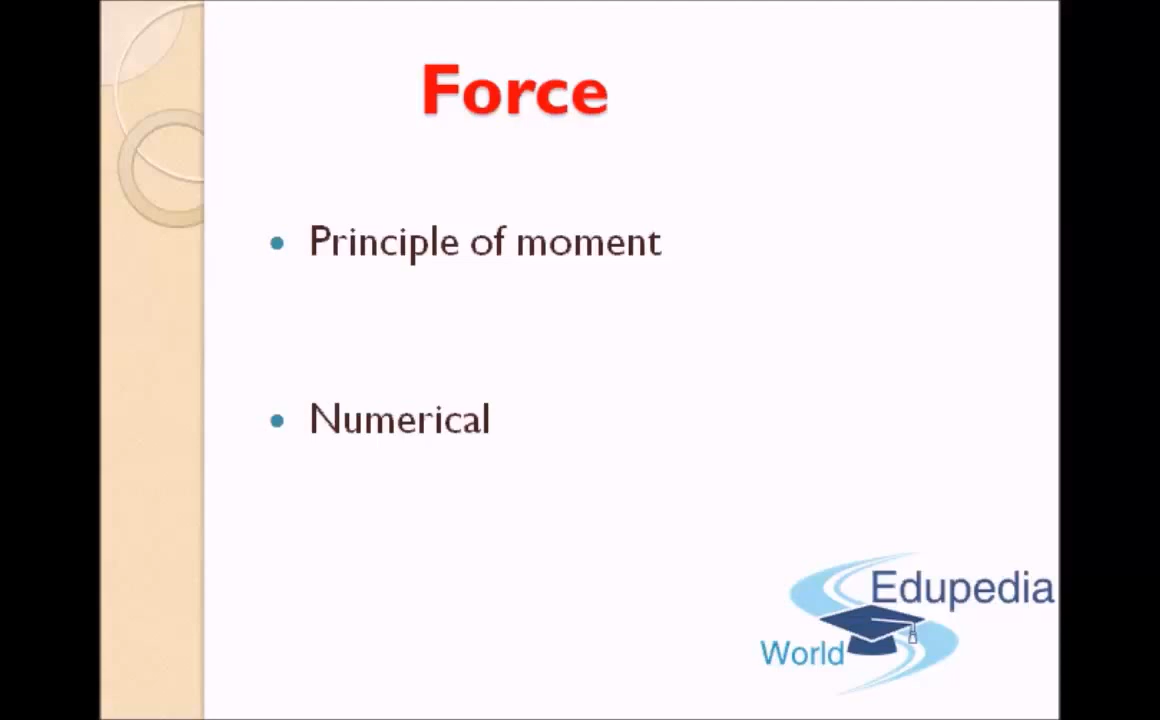 Force
• Principle of moment
• Numerical
Edupedia
World